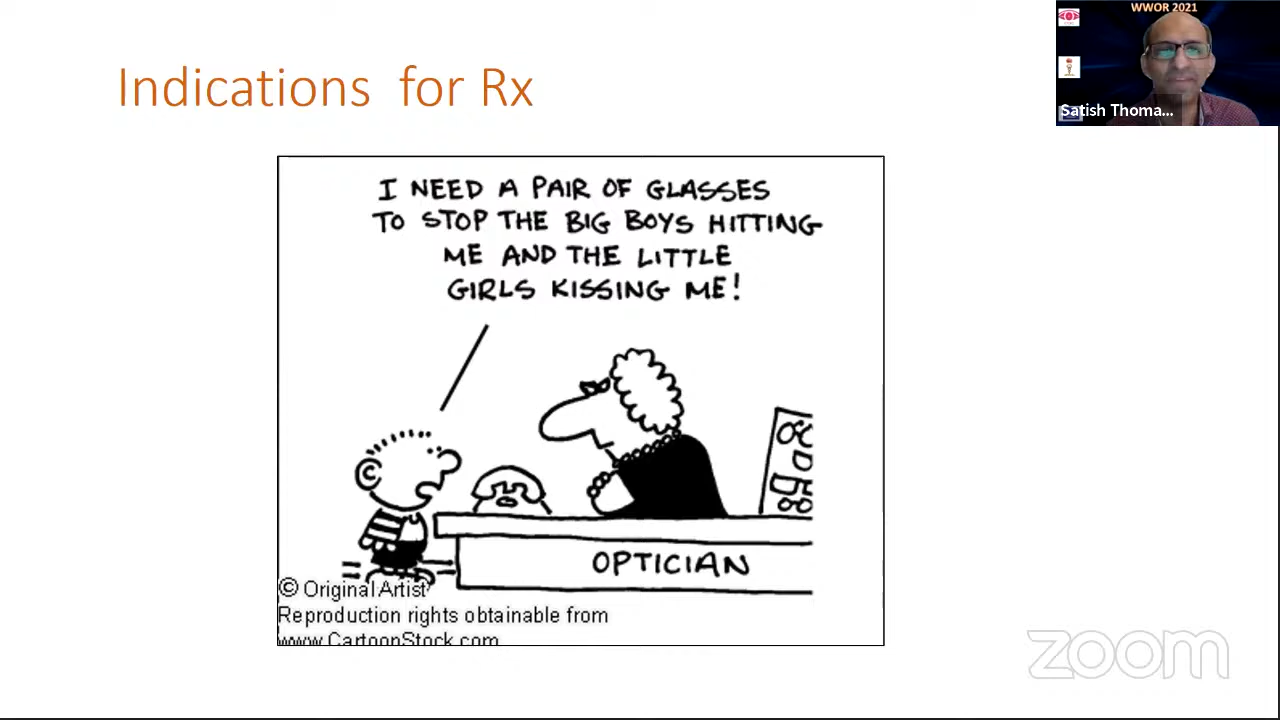 Indications for Rx
WWOR 2021
Satish Thoma...
I NEED A PAIR OF GLASSES
TO STOP THE BIG BOYS HITTING
ME AND THE LITTLE
GIRLS KISSING ME!
OPTICIAN
© Original Artist
Reproduction rights obtainable from
www.CartoonStock.com
zoom